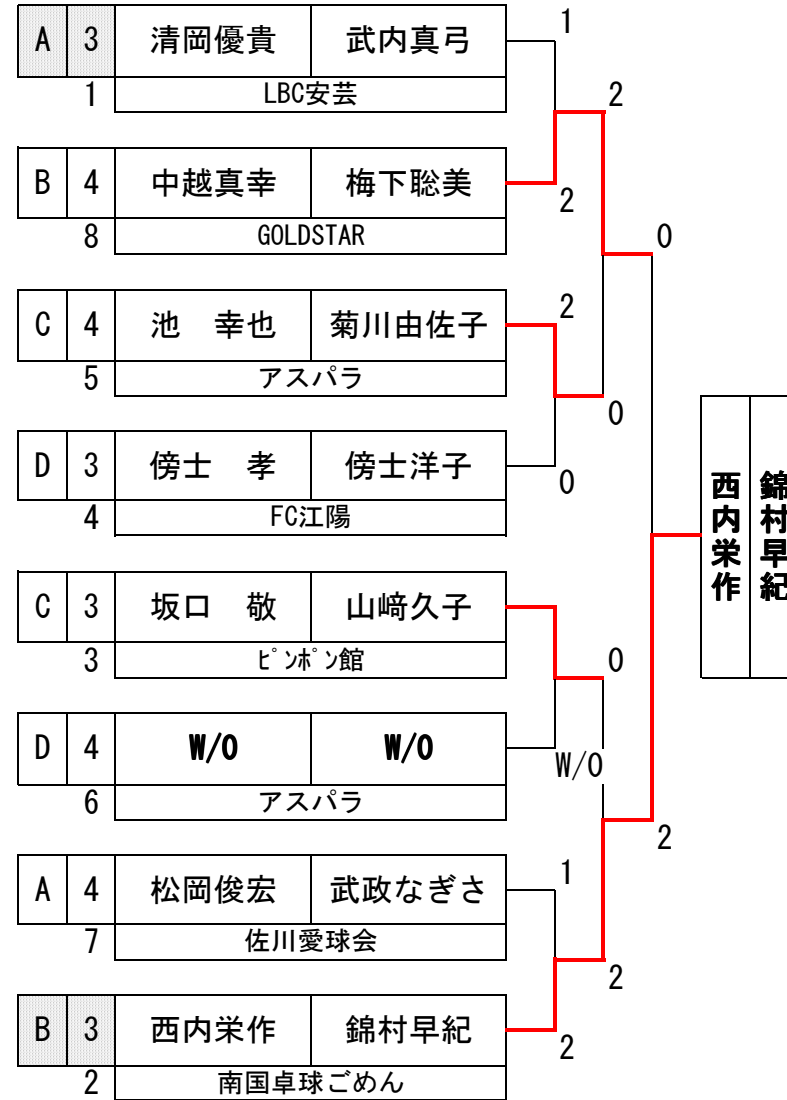 1
A 3 清岡優貴 武内真弓
1 LBC安芸
2
B 4 中越真幸 梅下聡美
2
8 GOLDSTAR
0
C 4 池 幸也 菊川由佐子
2
5 アスパラ
0
D 3 傍士 孝 傍士洋子
0
4 FC江陽
西内栄作
錦村早紀
C 3 坂口 敬 山﨑久子
3 ピンポン館
0
D 4 W/O W/O
W/O
6 アスパラ
2
A 4 松岡俊宏 武政なぎさ
1
7 佐川愛球会
2
B 3 西内栄作 錦村早紀
2
2 南国卓球ごめん